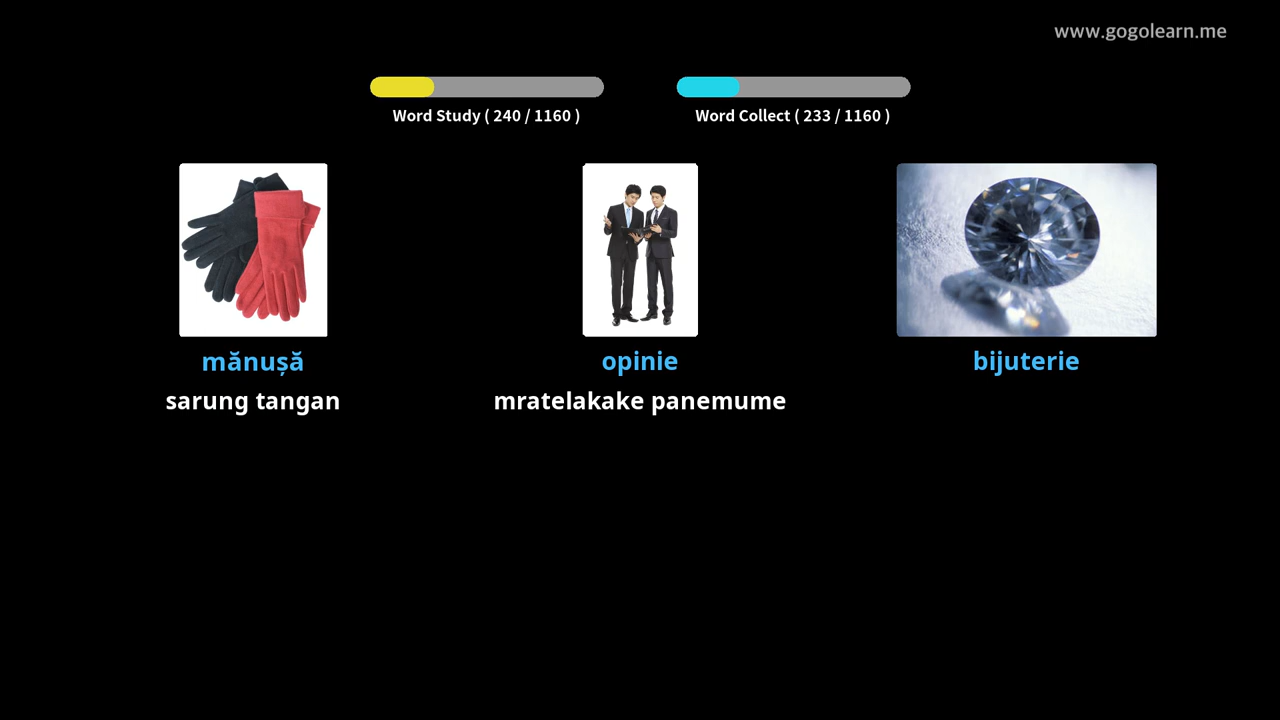 www.gogolearn.me
Word Study ( 240 / 1160 )
Word Collect ( 233 / 1160 )
mănușă
opinie
bijuterie
sarung tangan
mratelakake panemume